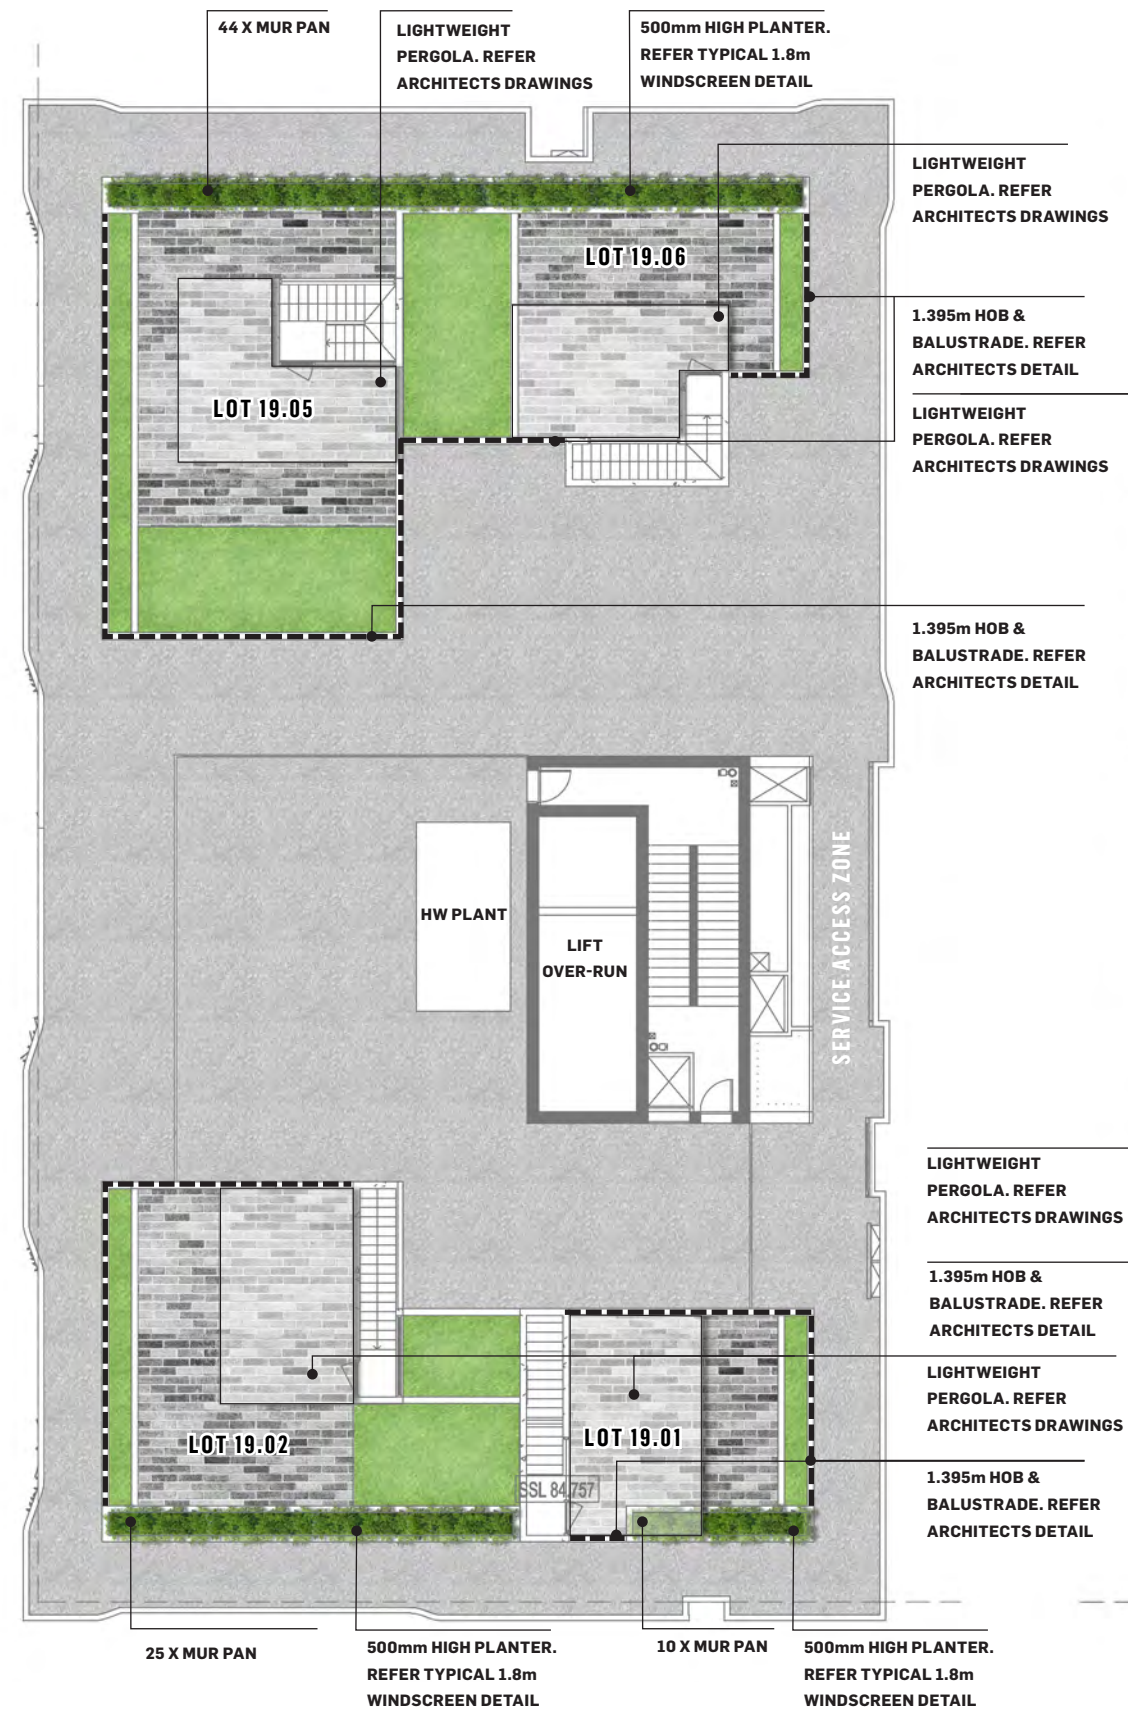 44 X MUR PAN
LIGHTWEIGHT
PERGOLA. REFER
ARCHITECTS DRAWINGS
500mm HIGH PLANTER.
REFER TYPICAL 1.8m
WINDSCREEN DETAIL
LIGHTWEIGHT
PERGOLA. REFER
ARCHITECTS DRAWINGS
LOT 19.06
1.395m HOB &
BALUSTRADE. REFER
ARCHITECTS DETAIL
LOT 19.05
LIGHTWEIGHT
PERGOLA. REFER
ARCHITECTS DRAWINGS
1.395m HOB &
BALUSTRADE. REFER
ARCHITECTS DETAIL
HW PLANT
LIFT
OVER-RUN
SERVICE ACCESS ZONE
LIGHTWEIGHT
PERGOLA. REFER
ARCHITECTS DRAWINGS
1.395m HOB &
BALUSTRADE. REFER
ARCHITECTS DETAIL
LIGHTWEIGHT
PERGOLA. REFER
ARCHITECTS DRAWINGS
LOT 19.02
LOT 19.01
SSL 84.757
1.395m HOB &
BALUSTRADE. REFER
ARCHITECTS DETAIL
25 X MUR PAN
500mm HIGH PLANTER.
REFER TYPICAL 1.8m
WINDSCREEN DETAIL
10 X MUR PAN
500mm HIGH PLANTER.
REFER TYPICAL 1.8m
WINDSCREEN DETAIL